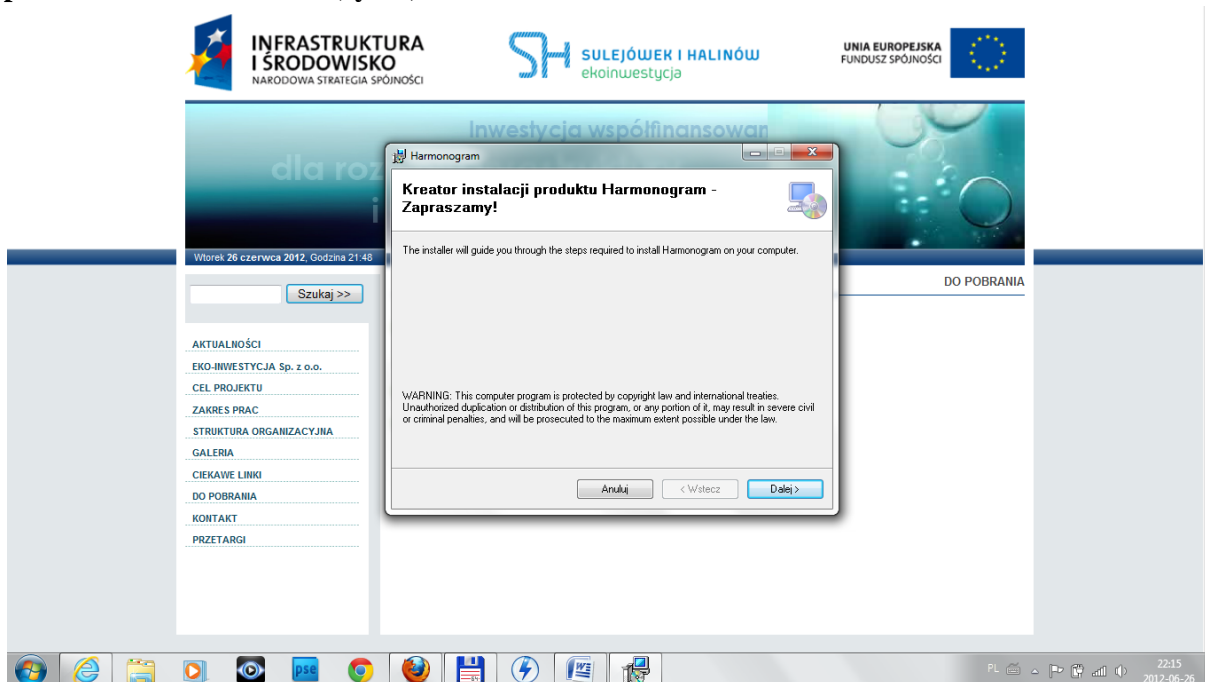 INFRASTRUKTURA
I ŚRODOWISKO
NARODOWA STRATEGIA SPÓJNOŚCI
SH
SULEJÓWEK I HALINÓW
ekoinwestycja
UNIA EUROPEJSKA
FUNDUSZ SPÓJNOŚCI
Inwestycja współfinansowan
dla roz
i
Harmonogram
Kreator instalacji produktu Harmonogram -
Zapraszamy!
The installer will guide you through the steps required to install Harmonogram on your computer.
WARNING: This computer program is protected by copyright law and international treaties.
Unauthorized duplication or distribution of this program, or any portion of it, may result in severe civil
or criminal penalties, and will be prosecuted to the maximum extent possible under the law.
Anuluj
< Wstecz
Dalej >
Wtorek 26 czerwca 2012, Godzina 21:48
DO POBRANIA
Szukaj >>
AKTUALNOŚCI
EKO-INWESTYCJA Sp. z o.o.
CEL PROJEKTU
ZAKRES PRAC
STRUKTURA ORGANIZACYJNA
GALERIA
CIEKAWE LINKI
DO POBRANIA
KONTAKT
PRZETARGI
pse
W
PL
22:15
2012-06-26